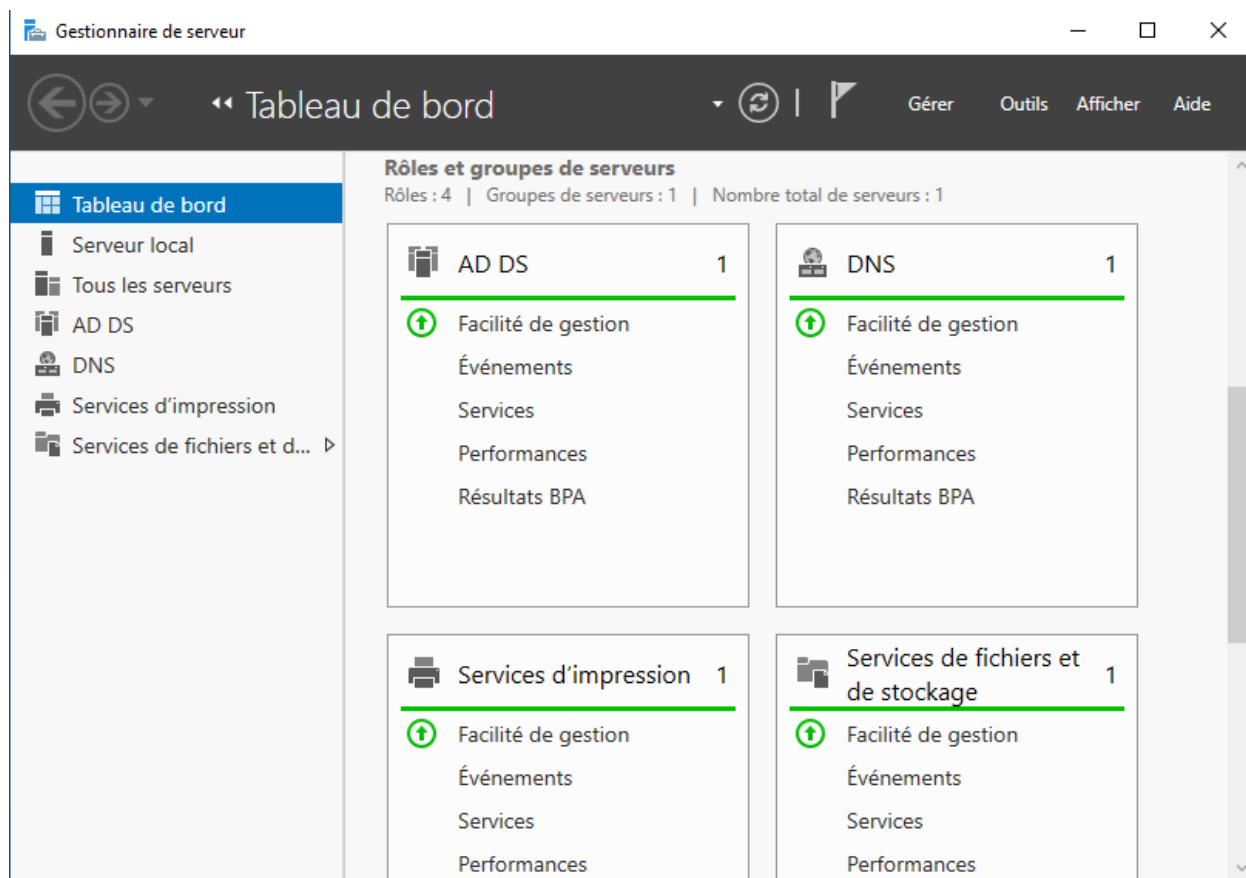 Gestionnaire de serveur
Tableau de bord
Gérer Outils Afficher Aide
Tableau de bord
Serveur local
Tous les serveurs
AD DS
DNS
Services d’impression
Services de fichiers et d...
Rôles et groupes de serveurs
Rôles : 4 | Groupes de serveurs : 1 | Nombre total de serveurs : 1
AD DS 1
Facilité de gestion
Événements
Services
Performances
Résultats BPA
DNS 1
Facilité de gestion
Événements
Services
Performances
Résultats BPA
Services d’impression 1
Facilité de gestion
Événements
Services
Performances
Services de fichiers et
de stockage 1
Facilité de gestion
Événements
Services
Performances